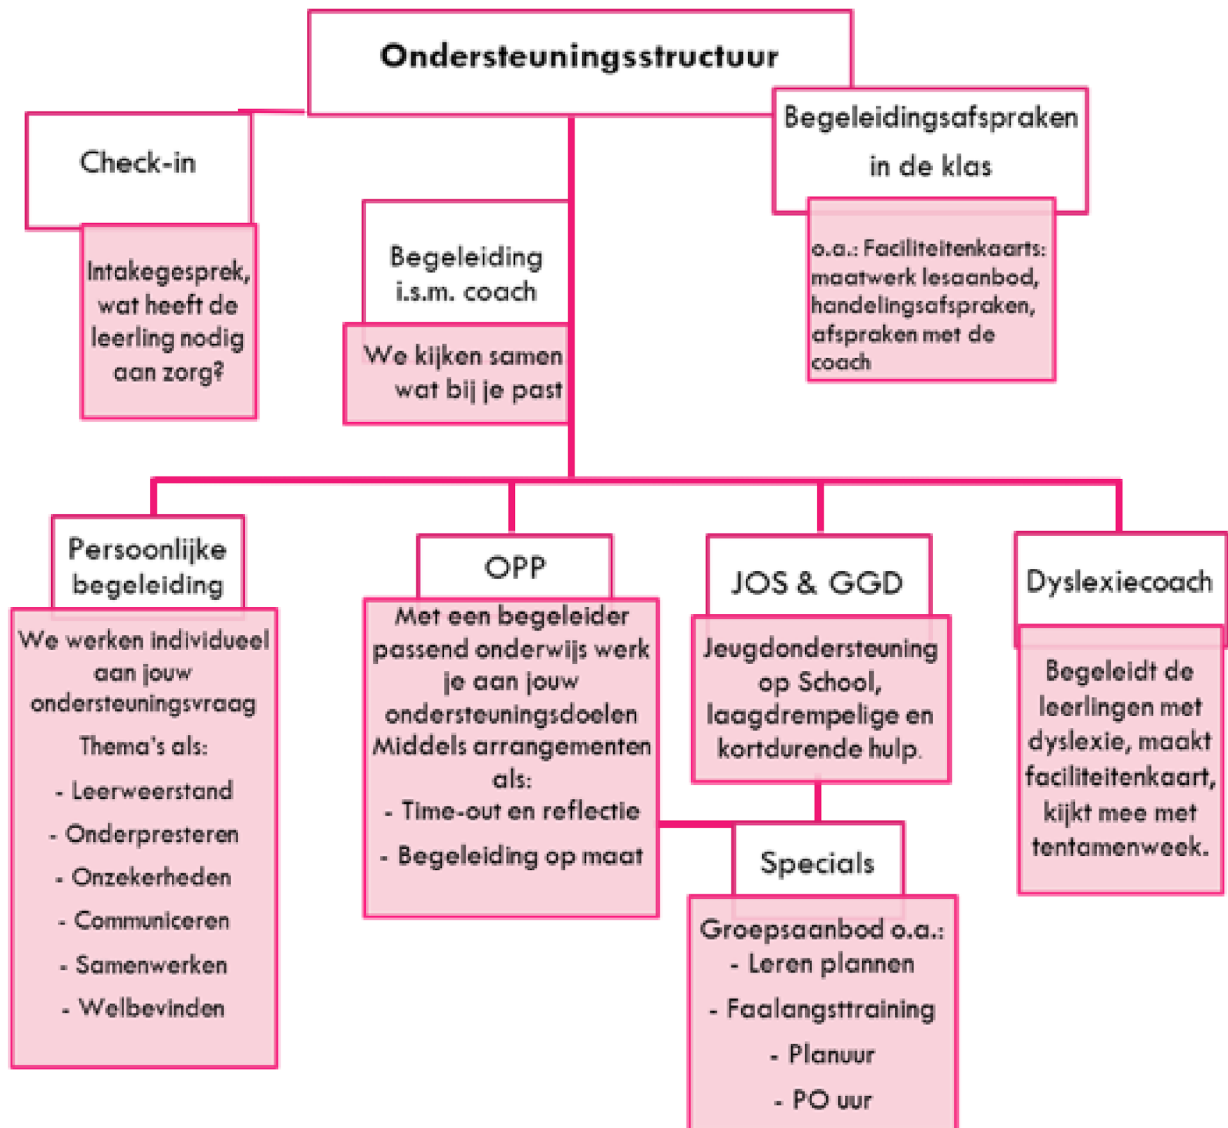 Ondersteuningsstructuur
Check-in
Intakegesprek,
wat heeft de
leerling nodig
aan zorg?
Begeleiding
i.s.m. coach
We kijken samen
wat bij je past
Begeleidingsafspraken
in de klas
o.a.: Faciliteitenkaarts:
maatwerk lesaanbod,
handelingsafspraken,
afspraken met de
coach
Persoonlijke
begeleiding
We werken individueel
aan jouw
ondersteuningsvraag
Thema's als:
- Leerweerstand
- Onderpresteren
- Onzekerheden
- Communiceren
- Samenwerken
- Welbevinden
OPP
Met een begeleider
passend onderwijs werk
je aan jouw
ondersteuningsdoelen
Middels arrangementen
als:
- Time-out en reflectie
- Begeleiding op maat
JOS & GGD
Jeugdondersteuning
op School,
laagdrempelige en
kortdurende hulp.
Specials
Groepsaanbod o.a.:
- Leren plannen
- Faalangsttraining
- Planuur
- PO uur
Dyslexiecoach
Begeleidt de
leerlingen met
dyslexie, maakt
faciliteitenkaart,
kijkt mee met
tentamenweek.